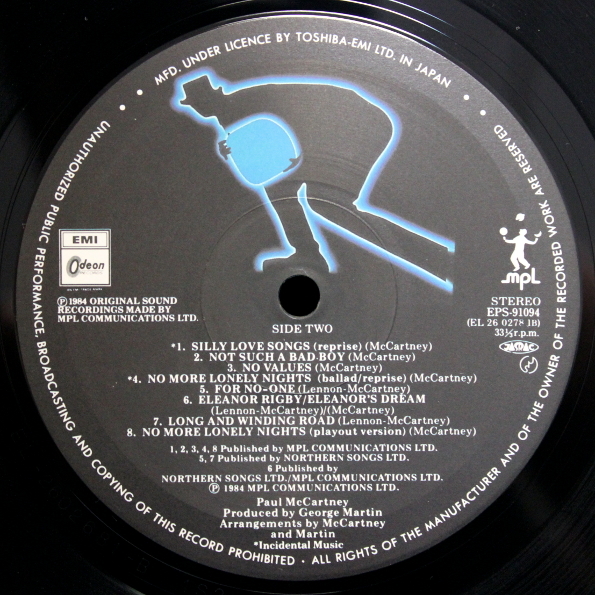 MFD. UNDER LICENCE BY TOSHIBA-EMI LTD. IN JAPAN
UNAUTHORIZED PUBLIC PERFORMANCE, BROADCASTING AND COPYING OF THIS RECORD PROHIBITED · ALL RIGHTS OF THE MANUFACTURER AND OF THE OWNER OF THE RECORDED WORK ARE RESERVED
EMI
Odeon
mpl
Ⓟ 1984 ORIGINAL SOUND
RECORDINGS MADE BY
MPL COMMUNICATIONS LTD.
STEREO
EPS-91094
(EL 26 0278 1B)
33⅓r.p.m.
JASRAC
SIDE TWO
*1. SILLY LOVE SONGS (reprise) (McCartney)
2. NOT SUCH A BAD BOY (McCartney)
3. NO VALUES (McCartney)
*4. NO MORE LONELY NIGHTS (ballad/reprise) (McCartney)
5. FOR NO-ONE (Lennon-McCartney)
6. ELEANOR RIGBY/ELEANOR'S DREAM
(Lennon-McCartney)/(McCartney)
7. LONG AND WINDING ROAD (Lennon-McCartney)
8. NO MORE LONELY NIGHTS (playout version) (McCartney)
1, 2, 3, 4, 8 Published by MPL COMMUNICATIONS LTD.
5, 7 Published by NORTHERN SONGS LTD.
6 Published by
NORTHERN SONGS LTD./MPL COMMUNICATIONS LTD.
Ⓟ 1984 MPL COMMUNICATIONS LTD.
Paul McCartney
Produced by George Martin
Arrangements by McCartney
and Martin
*Incidental Music